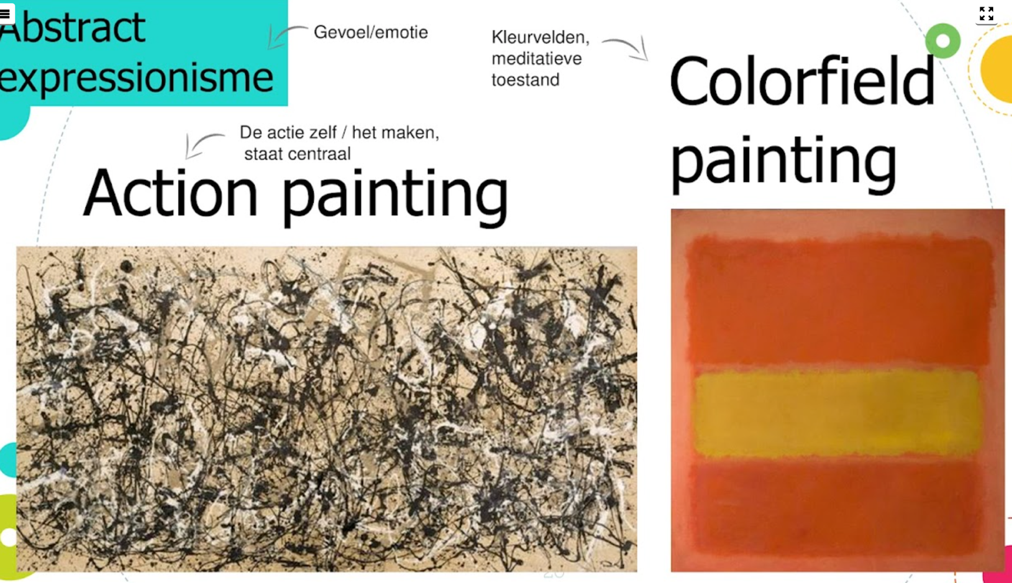 Abstract
expressionisme
Gevoel/emotie
De actie zelf / het maken,
staat centraal
Action painting
Kleurvelden,
meditatieve
toestand
Colorfield
painting